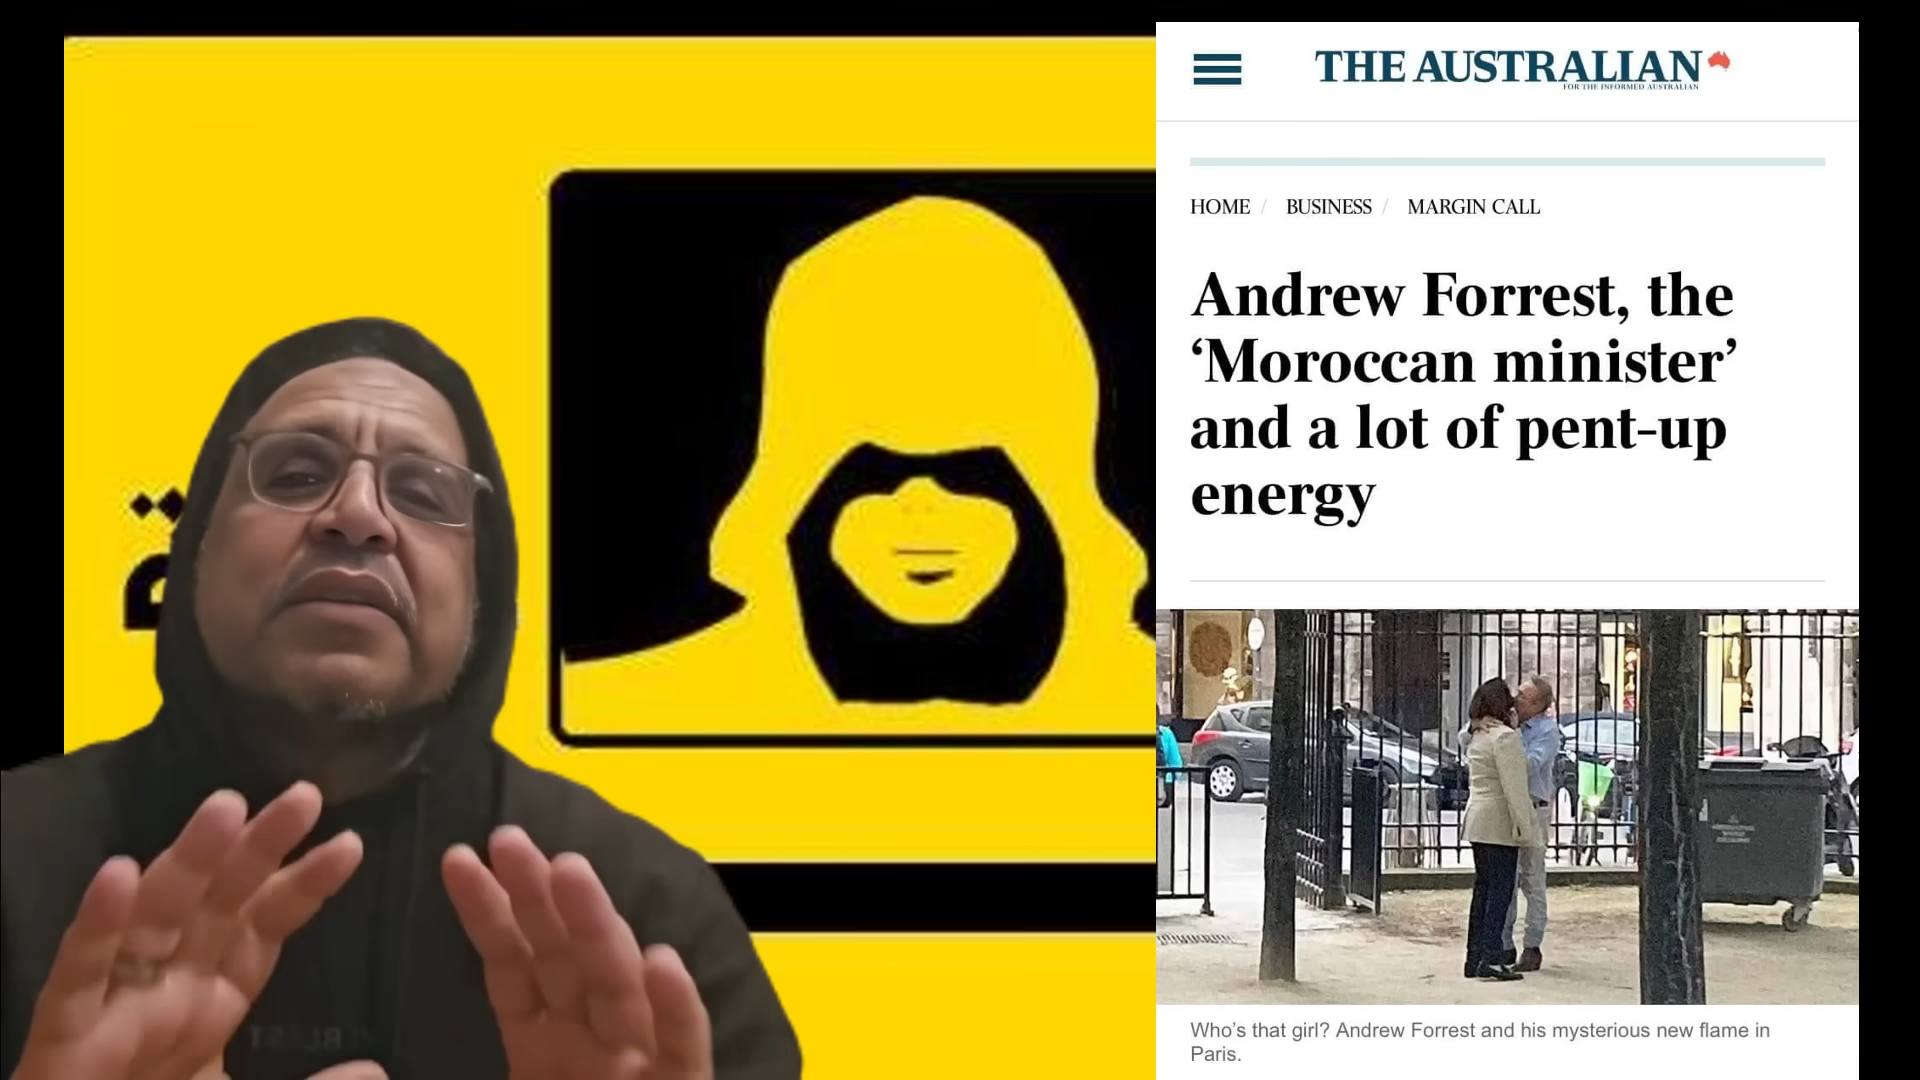 THE AUSTRALIAN
FOR THE INFORMED AUSTRALIAN
HOME / BUSINESS / MARGIN CALL
Andrew Forrest, the
‘Moroccan minister’
and a lot of pent-up
energy
Who’s that girl? Andrew Forrest and his mysterious new flame in
Paris.